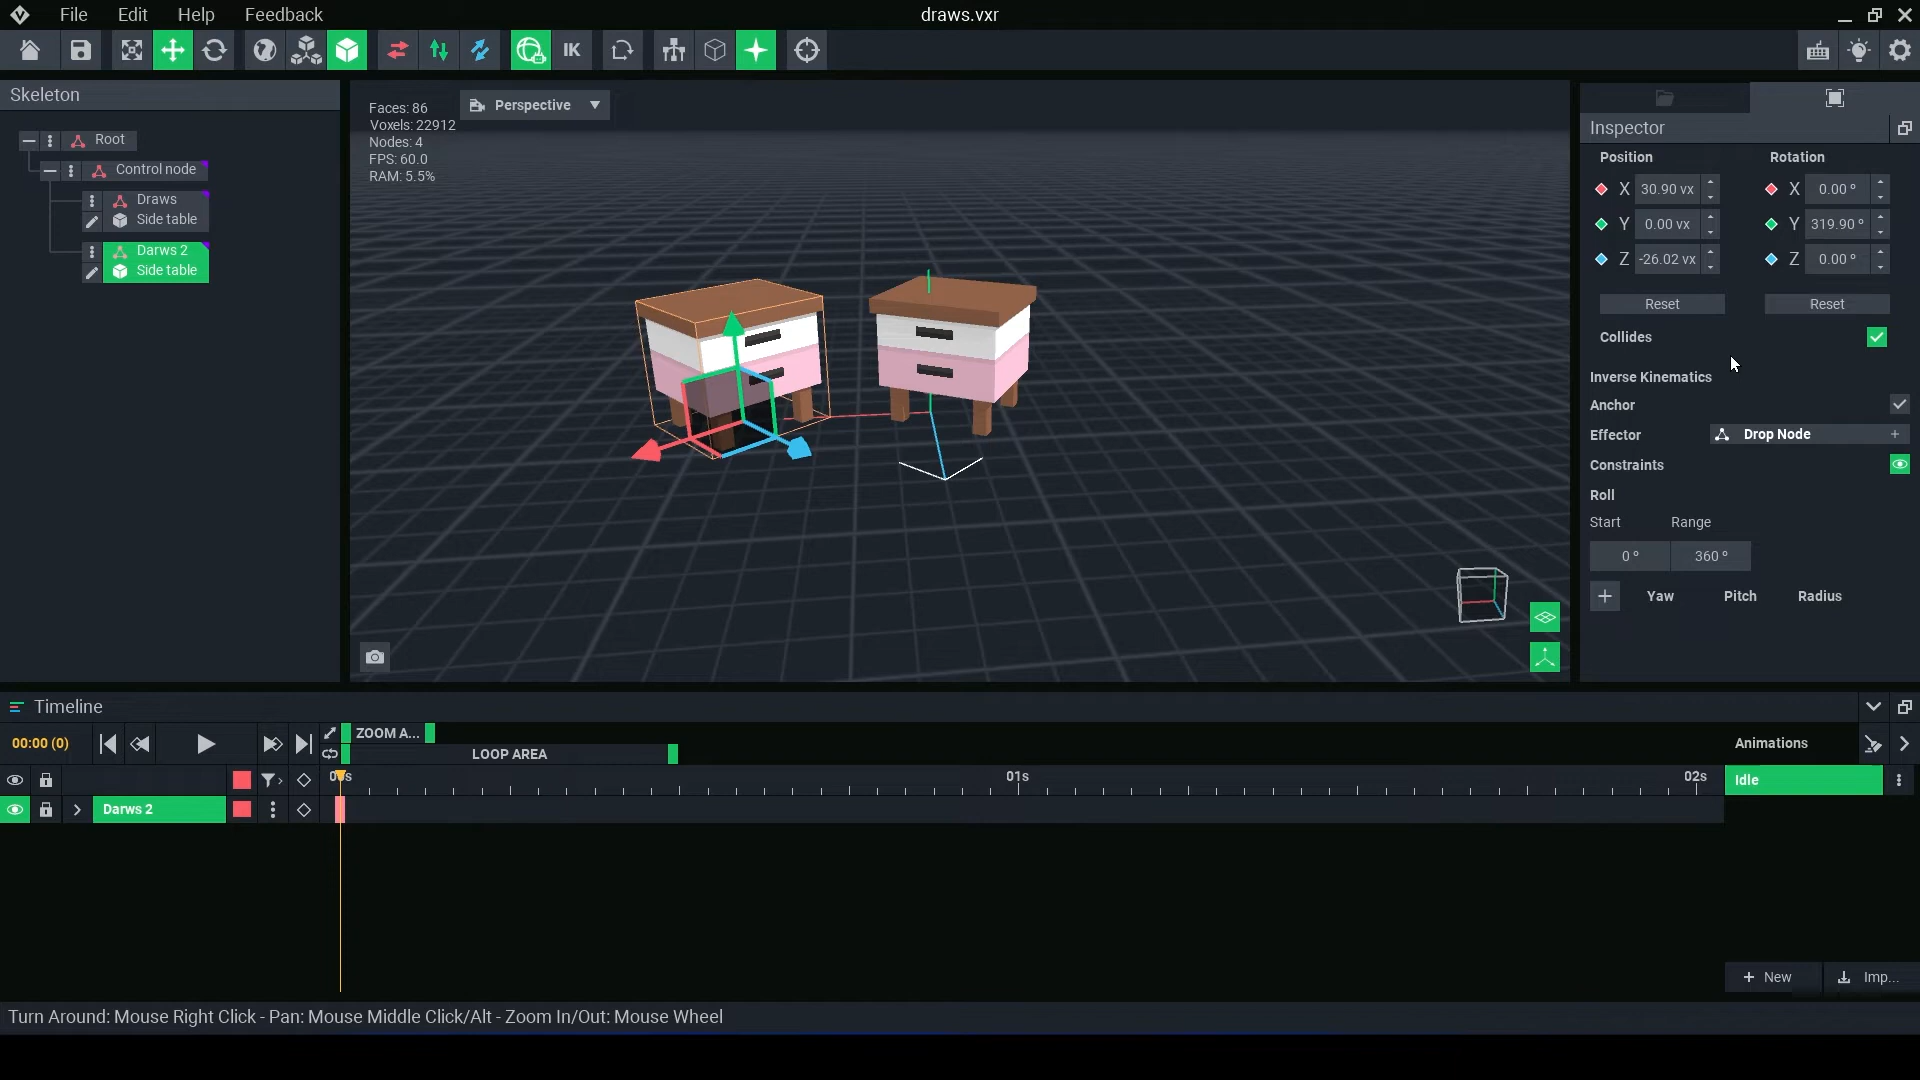 File Edit Help Feedback
draws.vxr
IK
Skeleton
Root
Control node
Draws
Side table
Darws 2
Side table
Faces: 86
Voxels: 22912
Nodes: 4
FPS: 60.0
RAM: 5.5%
Perspective
Inspector
Position Rotation
X 30.90 vx X 0.00 º
Y 0.00 vx Y 319.90 º
Z -26.02 vx Z 0.00 º
Reset Reset
Collides
Inverse Kinematics
Anchor
Effector Drop Node +
Constraints
Roll
Start Range
0 º 360 º
+ Yaw Pitch Radius
Timeline
00:00 (0)
ZOOM A...
LOOP AREA
Animations
01s 02s
Idle
Darws 2
+ New Imp...
Turn Around: Mouse Right Click - Pan: Mouse Middle Click/Alt - Zoom In/Out: Mouse Wheel